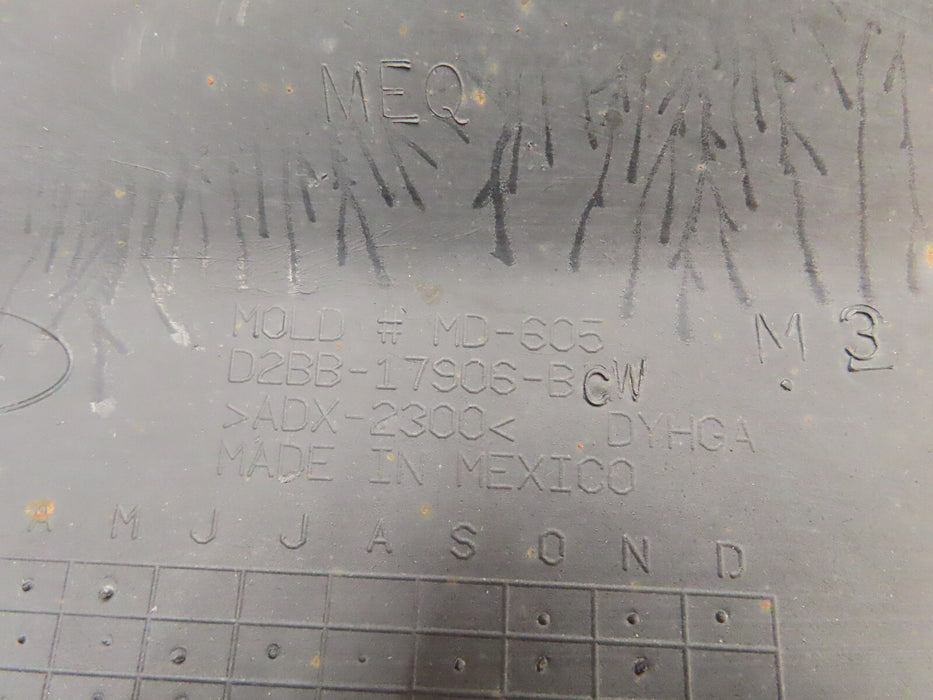 MEQ
MOLD # MD-605
M 3
D2BB-17906-BCW
>ADX-2300< DYHGA
MADE IN MEXICO
A M J J A S O N D